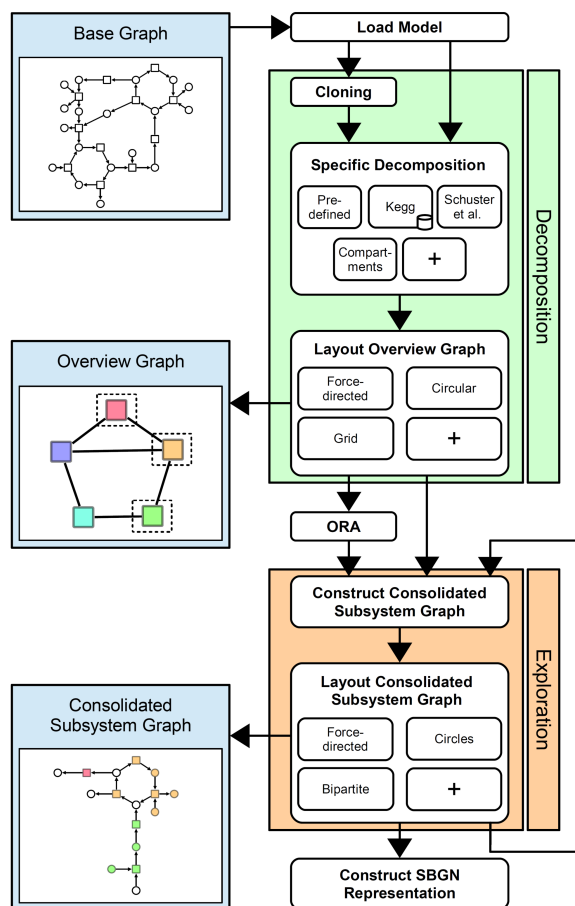 Base Graph
Load Model
Cloning
Specific Decomposition
Pre-
defined
Kegg
Schuster
et al.
Compart-
ments
+
Decomposition
Overview Graph
Layout Overview Graph
Force-
directed
Circular
Grid
+
ORA
Construct Consolidated
Subsystem Graph
Exploration
Consolidated
Subsystem Graph
Layout Consolidated
Subsystem Graph
Force-
directed
Circles
Bipartite
+
Construct SBGN
Representation